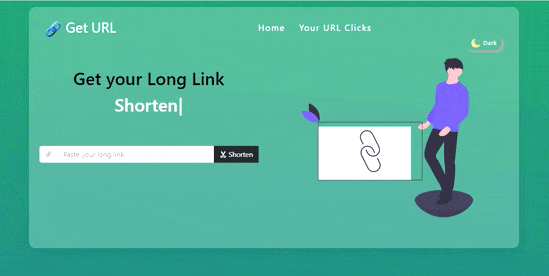 Get URL
Home
Your URL Clicks
Dark
Get your Long Link
Shorten|
Paste your long link
Shorten